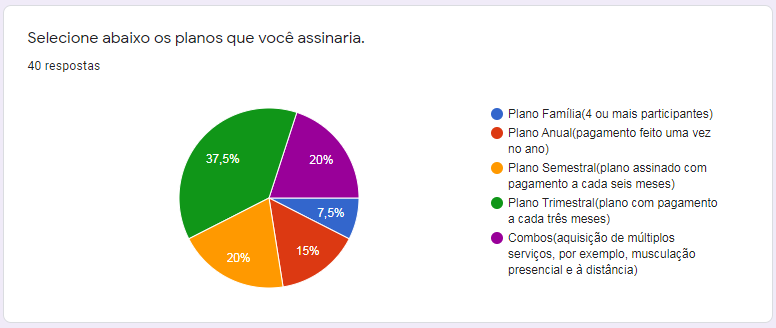 Selecione abaixo os planos que você assinaria.
40 respostas
37,5%
20%
7,5%
15%
20%
Plano Família(4 ou mais participantes)
Plano Anual(pagamento feito uma vez
no ano)
Plano Semestral(plano assinado com
pagamento a cada seis meses)
Plano Trimestral(plano com pagamento
a cada três meses)
Combos(aquisição de múltiplos
serviços, por exemplo, musculação
presencial e à distância)